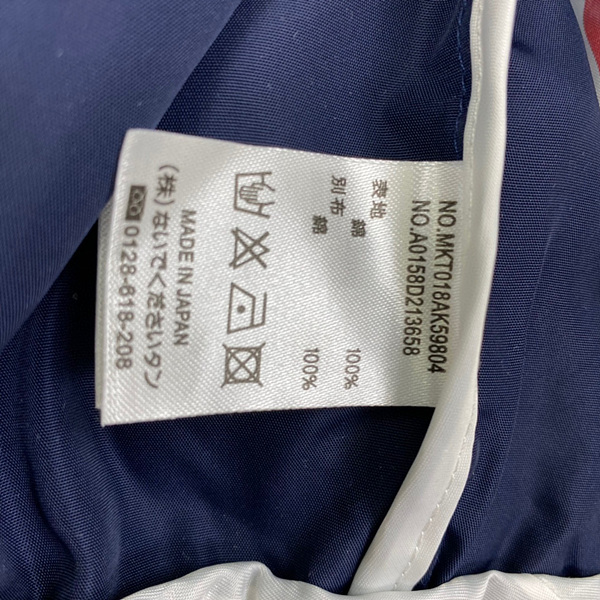 NO.MKT018AK59804
NO.A0158D213658
表地 綿 100%
別布 綿 100%
MADE IN JAPAN
(株)ないでくださいタン
0128-618-208